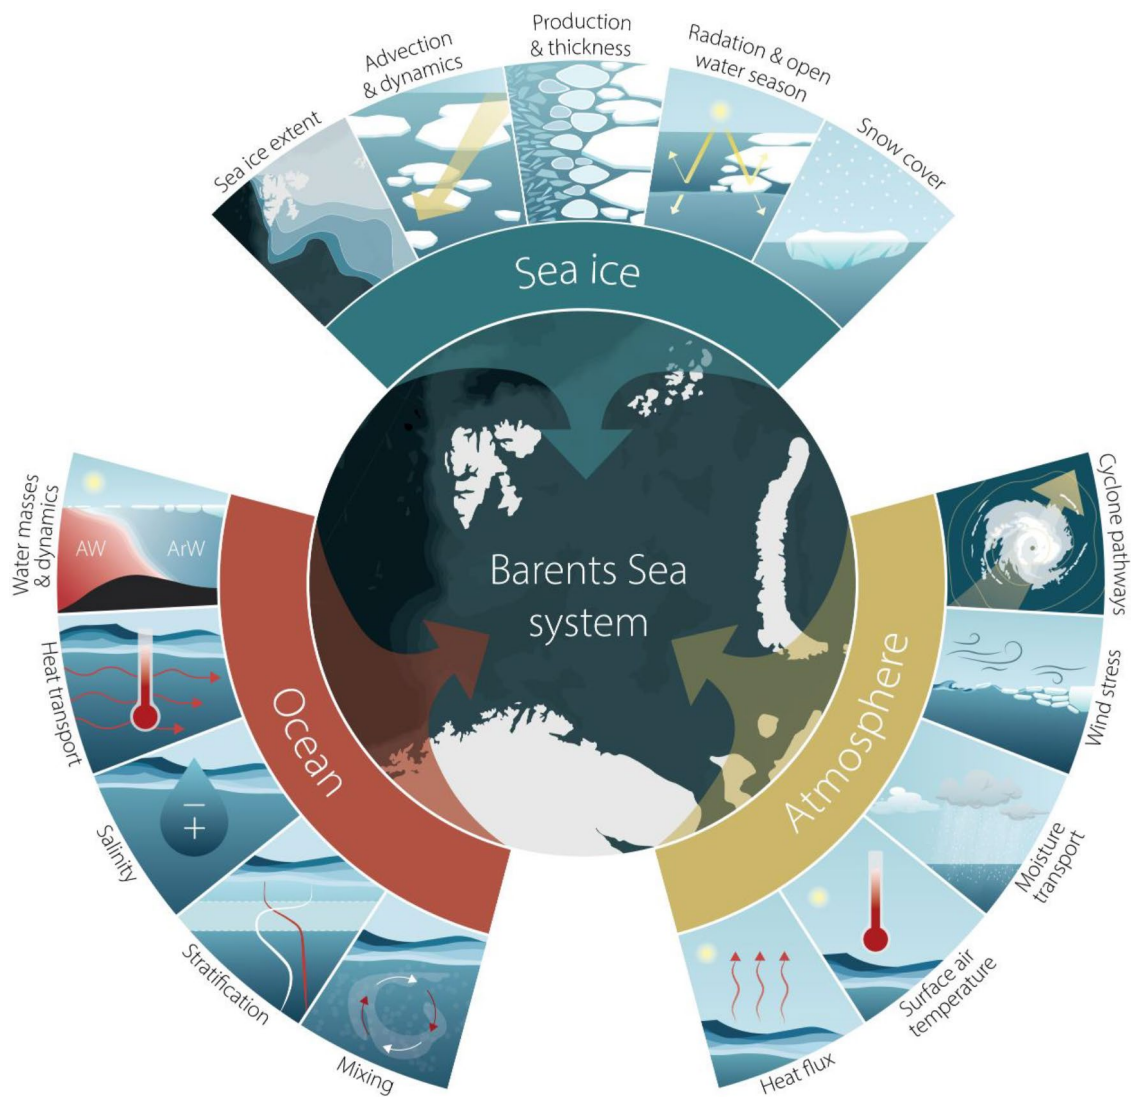 Sea ice extent
Advection
& dynamics
Production
& thickness
Radation & open
water season
Snow cover
Sea ice
Barents Sea
system
Ocean
Water masses
& dynamics
AW
ArW
Heat transport
Salinity
Stratification
Mixing
Atmosphere
Cyclone pathways
Wind stress
Moisture
transport
Surface air
temperature
Heat flux